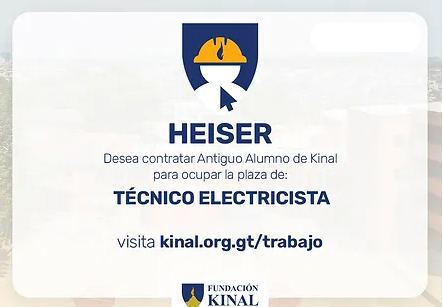 HEISER
Desea contratar Antiguo Alumno de Kinal
para ocupar la plaza de:
TÉCNICO ELECTRICISTA
visita kinal.org.gt/trabajo
FUNDACIÓN
KINAL